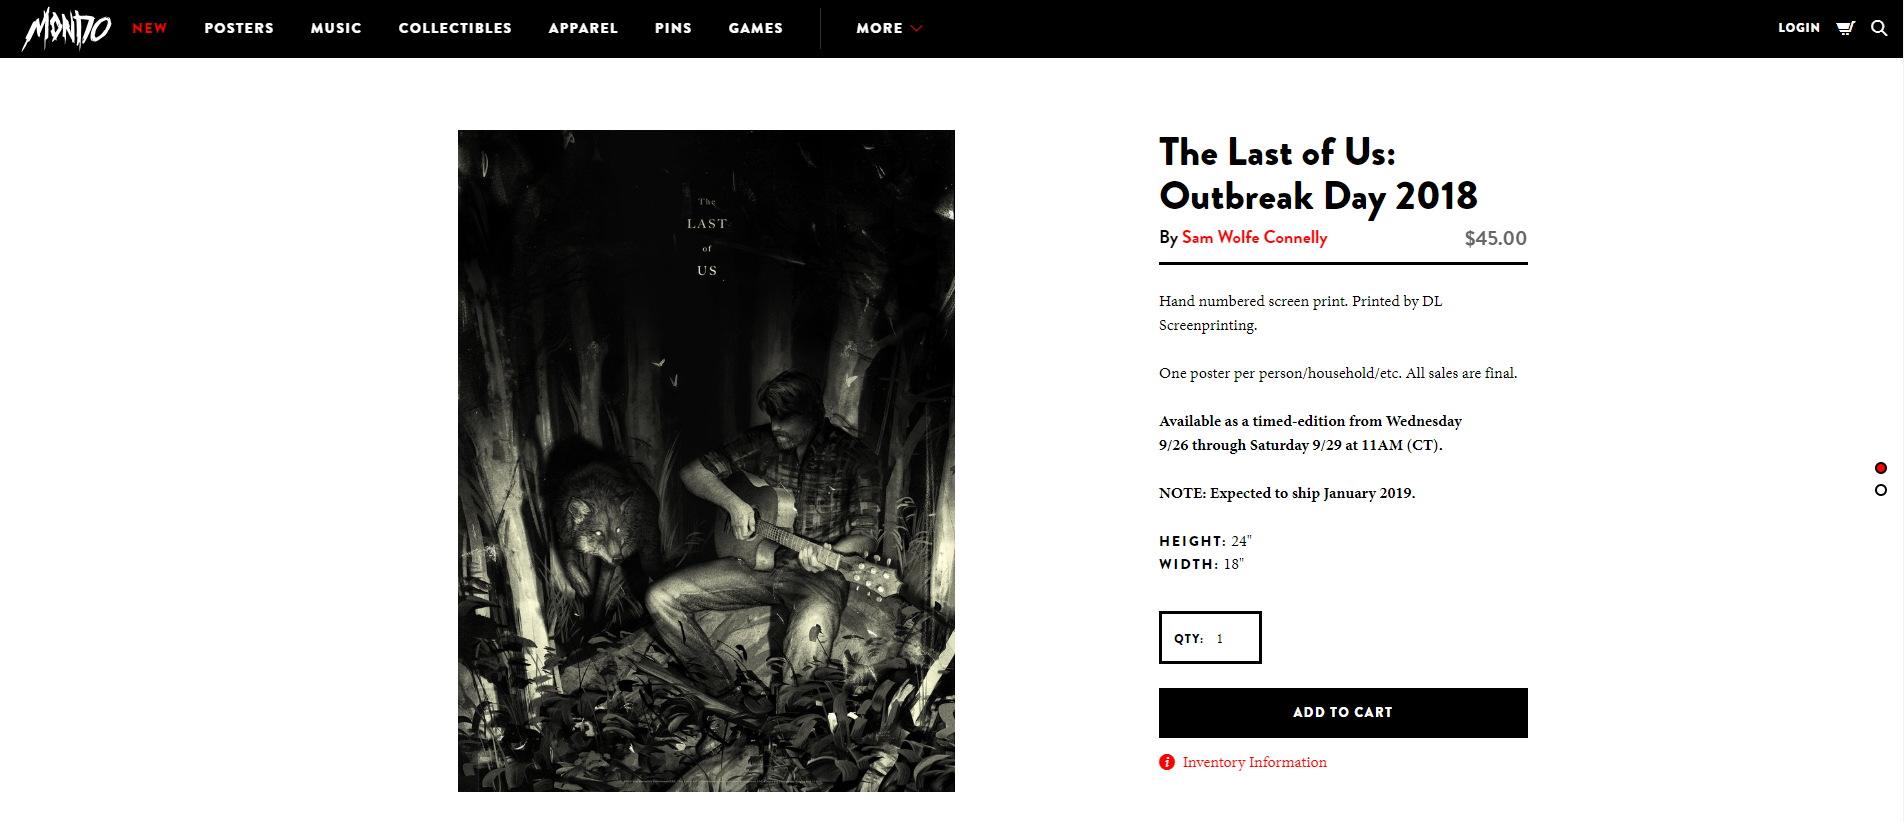 MONDO
NEW
POSTERS
MUSIC
COLLECTIBLES
APPAREL
PINS
GAMES
MORE
LOGIN
The
LAST
of
US
The Last of Us:
Outbreak Day 2018
By Sam Wolfe Connelly
$45.00
Hand numbered screen print. Printed by DL
Screenprinting.
One poster per person/household/etc. All sales are final.
Available as a timed-edition from Wednesday
9/26 through Saturday 9/29 at 11AM (CT).
NOTE: Expected to ship January 2019.
HEIGHT: 24"
WIDTH: 18"
QTY: 1
ADD TO CART
i Inventory Information